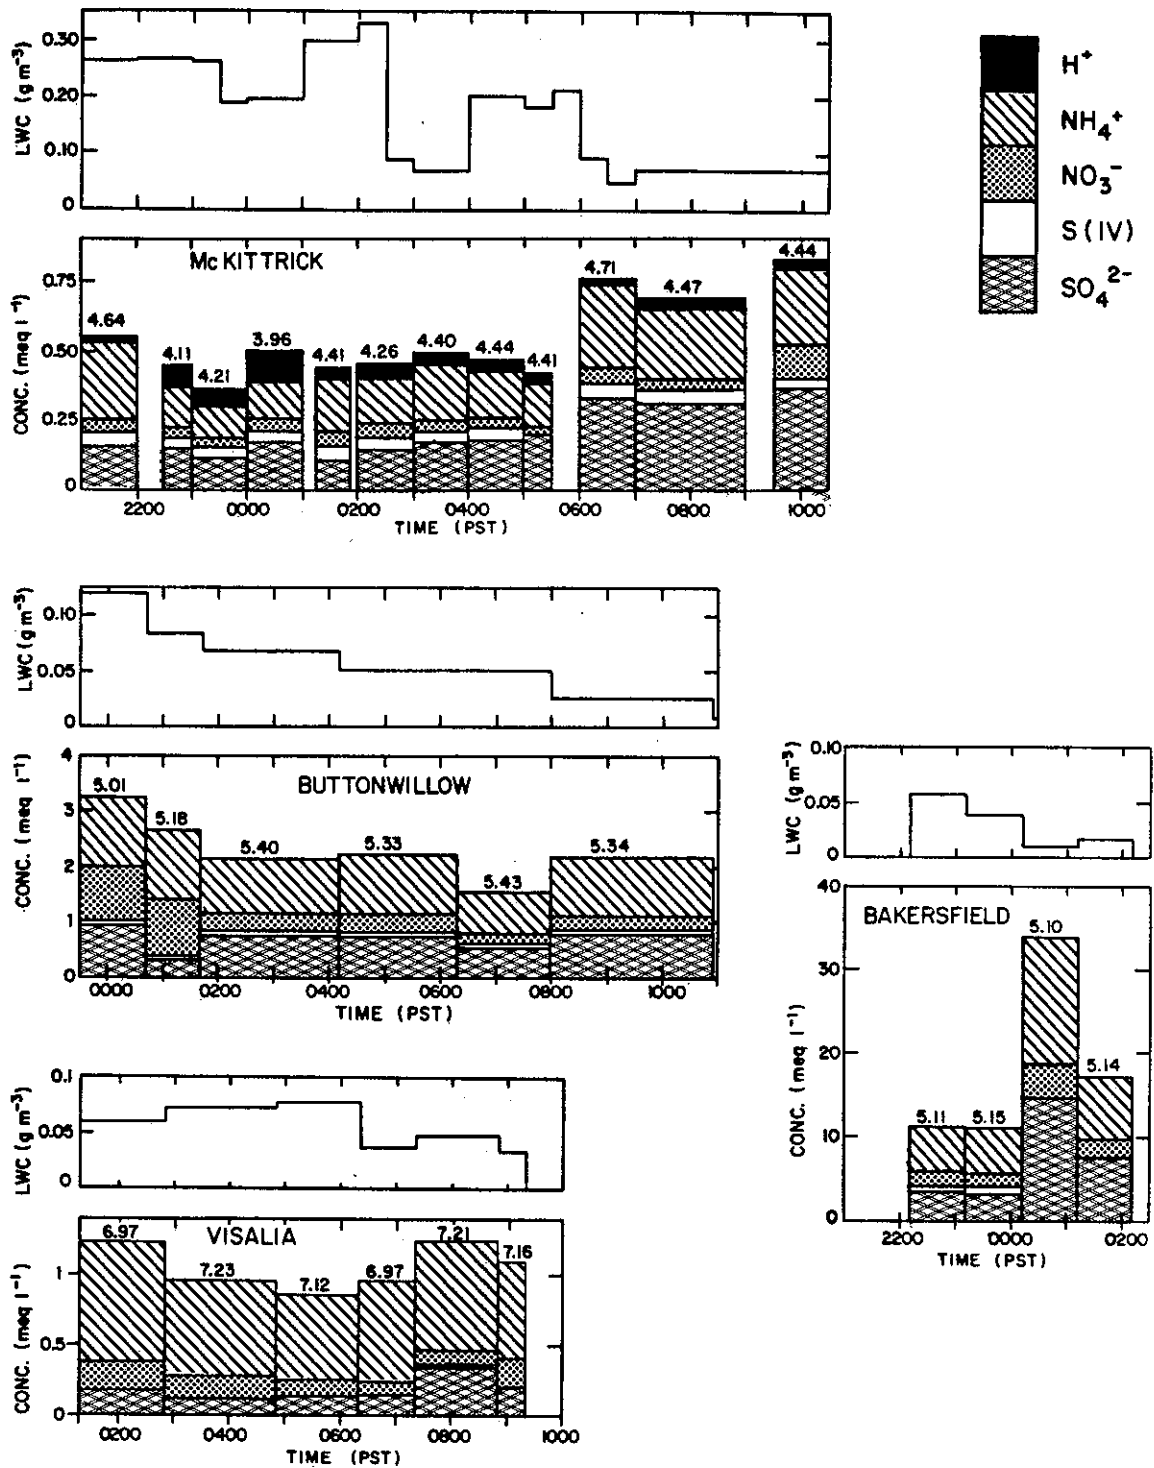 LWC (g m⁻³)
0.30
0.20
0.10
0
H⁺
NH₄⁺
NO₃⁻
S(IV)
SO₄²⁻
McKITTRICK
CONC. (meq l⁻¹)
0.75
0.50
0.25
0
4.64
4.11
4.21
3.96
4.41
4.26
4.40
4.44
4.41
4.71
4.47
4.44
2200 0000 0200 0400 0600 0800 1000
TIME (PST)
LWC (g m⁻³)
0.10
0.05
0
BUTTONWILLOW
CONC. (meq l⁻¹)
4
3
2
1
0
5.01
5.18
5.40
5.33
5.43
5.34
0000 0200 0400 0600 0800 1000
TIME (PST)
LWC (g m⁻³)
0.10
0.05
0
BAKERSFIELD
CONC. (meq l⁻¹)
40
30
20
10
0
5.11
5.15
5.10
5.14
2200 0000 0200
TIME (PST)
LWC (g m⁻³)
0.1
0.05
0
VISALIA
CONC. (meq l⁻¹)
1
0.5
0
6.97
7.23
7.12
6.97
7.21
7.16
0200 0400 0600 0800 1000
TIME (PST)